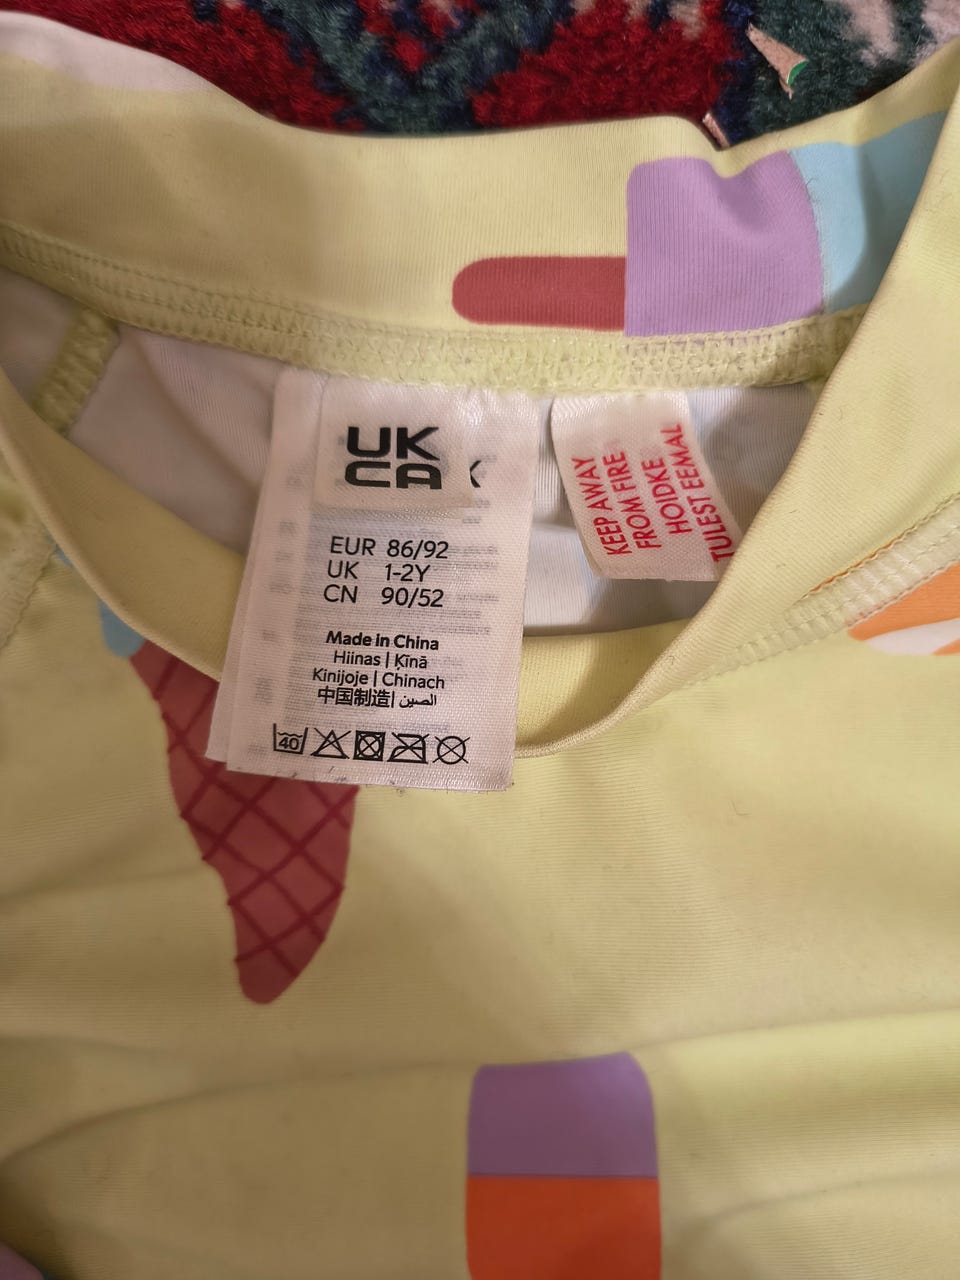 UK
CA
EUR 86/92
UK 1-2Y
CN 90/52
Made in China
Hiinas | Ķīnā
Kinijoje | Chinach
中国制造| الصين
40
KEEP AWAY
FROM FIRE
HOIDKE
TULEST EEMAL